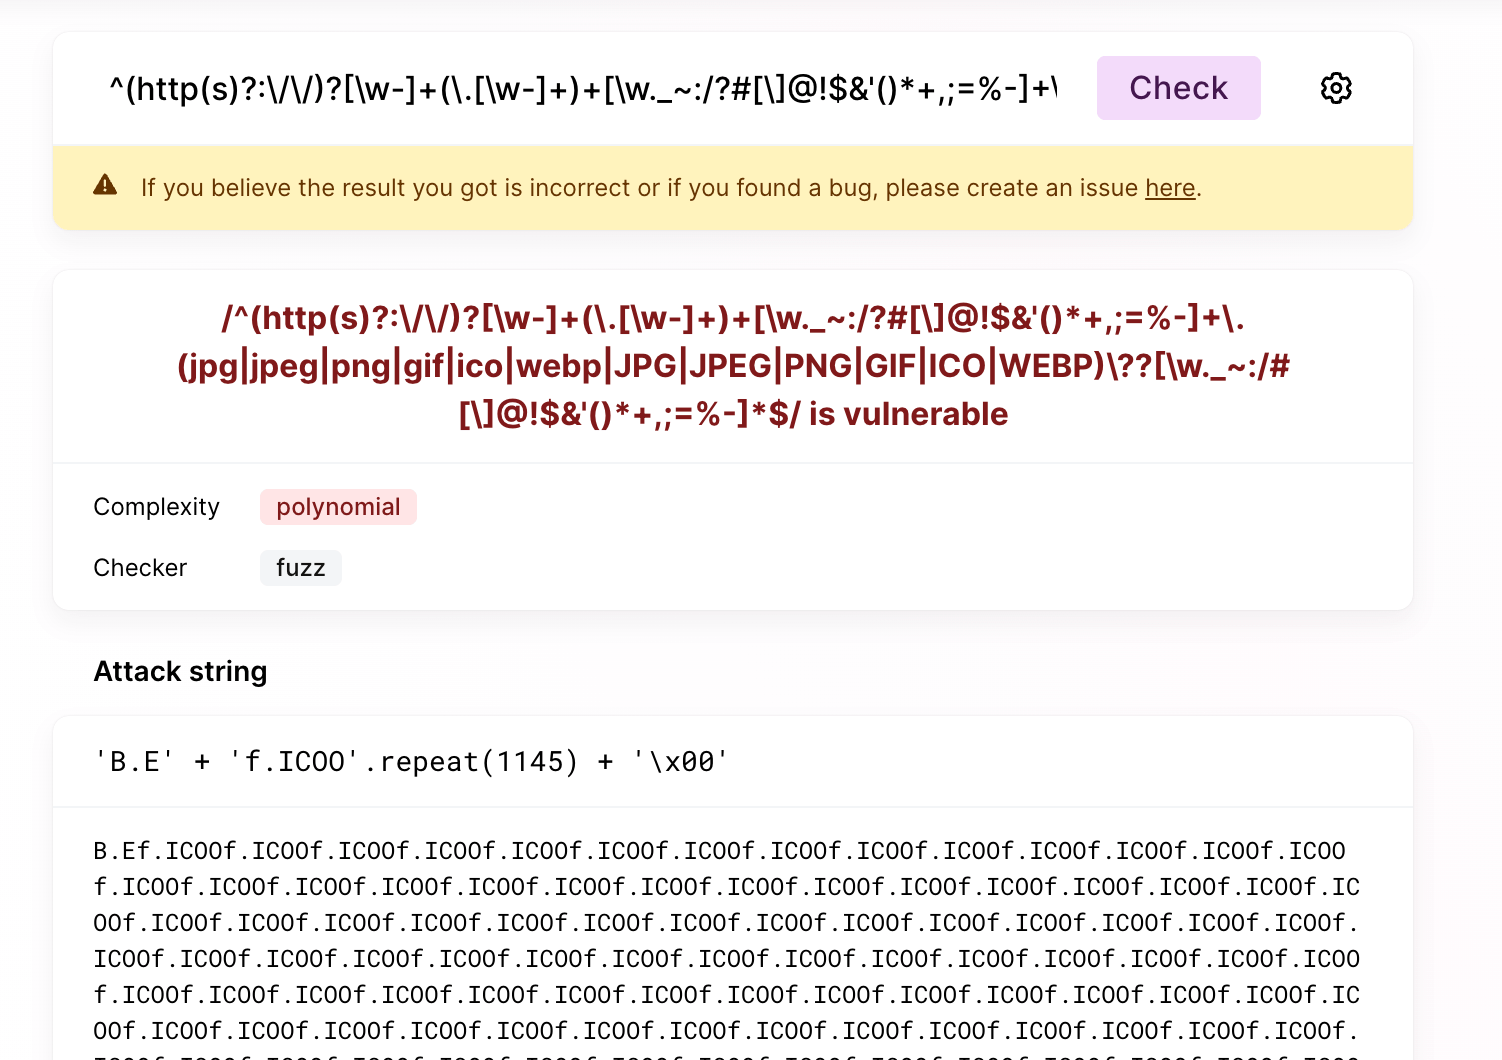 ^(http(s)?:\/\/)?[\w-]+(\.[\w-]+)+[\w._~:/?#[\]@!$&'()*+,;=%-]+\
Check
If you believe the result you got is incorrect or if you found a bug, please create an issue here.
/^(http(s)?:\/\/)?[\w-]+(\.[\w-]+)+[\w._~:/?#[\]@!$&'()*+,;=%-]+\.
(jpg|jpeg|png|gif|ico|webp|JPG|JPEG|PNG|GIF|ICO|WEBP)\??[\w._~:/#
[\]@!$&'()*+,;=%-]*$/ is vulnerable
Complexity polynomial
Checker fuzz
Attack string
'B.E' + 'f.ICOO'.repeat(1145) + '\x00'
B.Ef.ICOOf.ICOOf.ICOOf.ICOOf.ICOOf.ICOOf.ICOOf.ICOOf.ICOOf.ICOOf.ICOOf.ICOOf.ICOOf.ICOO
f.ICOOf.ICOOf.ICOOf.ICOOf.ICOOf.ICOOf.ICOOf.ICOOf.ICOOf.ICOOf.ICOOf.ICOOf.ICOOf.ICOOf.IC
OOf.ICOOf.ICOOf.ICOOf.ICOOf.ICOOf.ICOOf.ICOOf.ICOOf.ICOOf.ICOOf.ICOOf.ICOOf.ICOOf.ICOOf.
ICOOf.ICOOf.ICOOf.ICOOf.ICOOf.ICOOf.ICOOf.ICOOf.ICOOf.ICOOf.ICOOf.ICOOf.ICOOf.ICOOf.ICOO
f.ICOOf.ICOOf.ICOOf.ICOOf.ICOOf.ICOOf.ICOOf.ICOOf.ICOOf.ICOOf.ICOOf.ICOOf.ICOOf.ICOOf.IC
OOf.ICOOf.ICOOf.ICOOf.ICOOf.ICOOf.ICOOf.ICOOf.ICOOf.ICOOf.ICOOf.ICOOf.ICOOf.ICOOf.ICOOf.